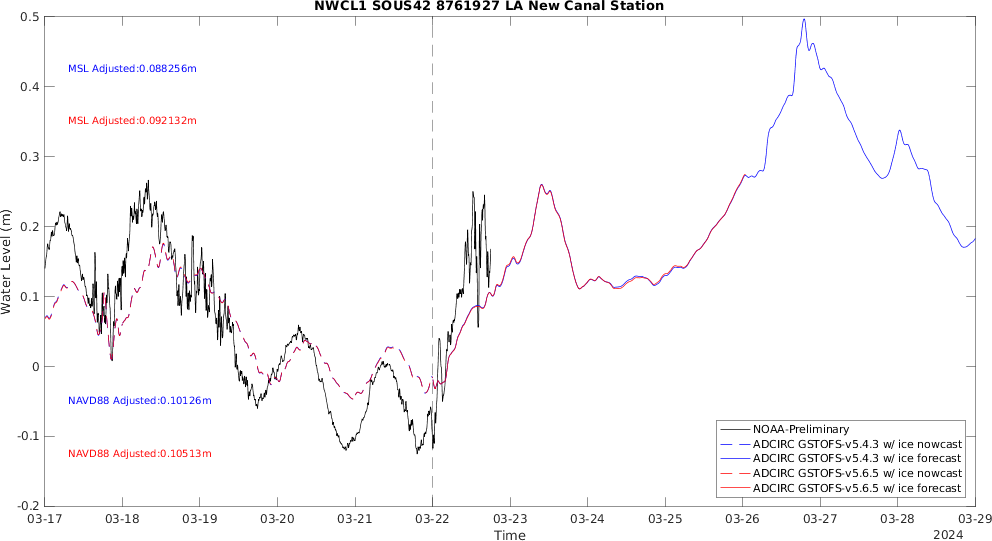 NWCL1 SOUS42 8761927 LA New Canal Station
0.5
0.4
0.3
0.2
0.1
0
-0.1
-0.2
Water Level (m)
MSL Adjusted:0.088256m
MSL Adjusted:0.092132m
NAVD88 Adjusted:0.10126m
NAVD88 Adjusted:0.10513m
NOAA-Preliminary
ADCIRC GSTOFS-v5.4.3 w/ ice nowcast
ADCIRC GSTOFS-v5.4.3 w/ ice forecast
ADCIRC GSTOFS-v5.6.5 w/ ice nowcast
ADCIRC GSTOFS-v5.6.5 w/ ice forecast
03-17 03-18 03-19 03-20 03-21 03-22 03-23 03-24 03-25 03-26 03-27 03-28 03-29
Time
2024